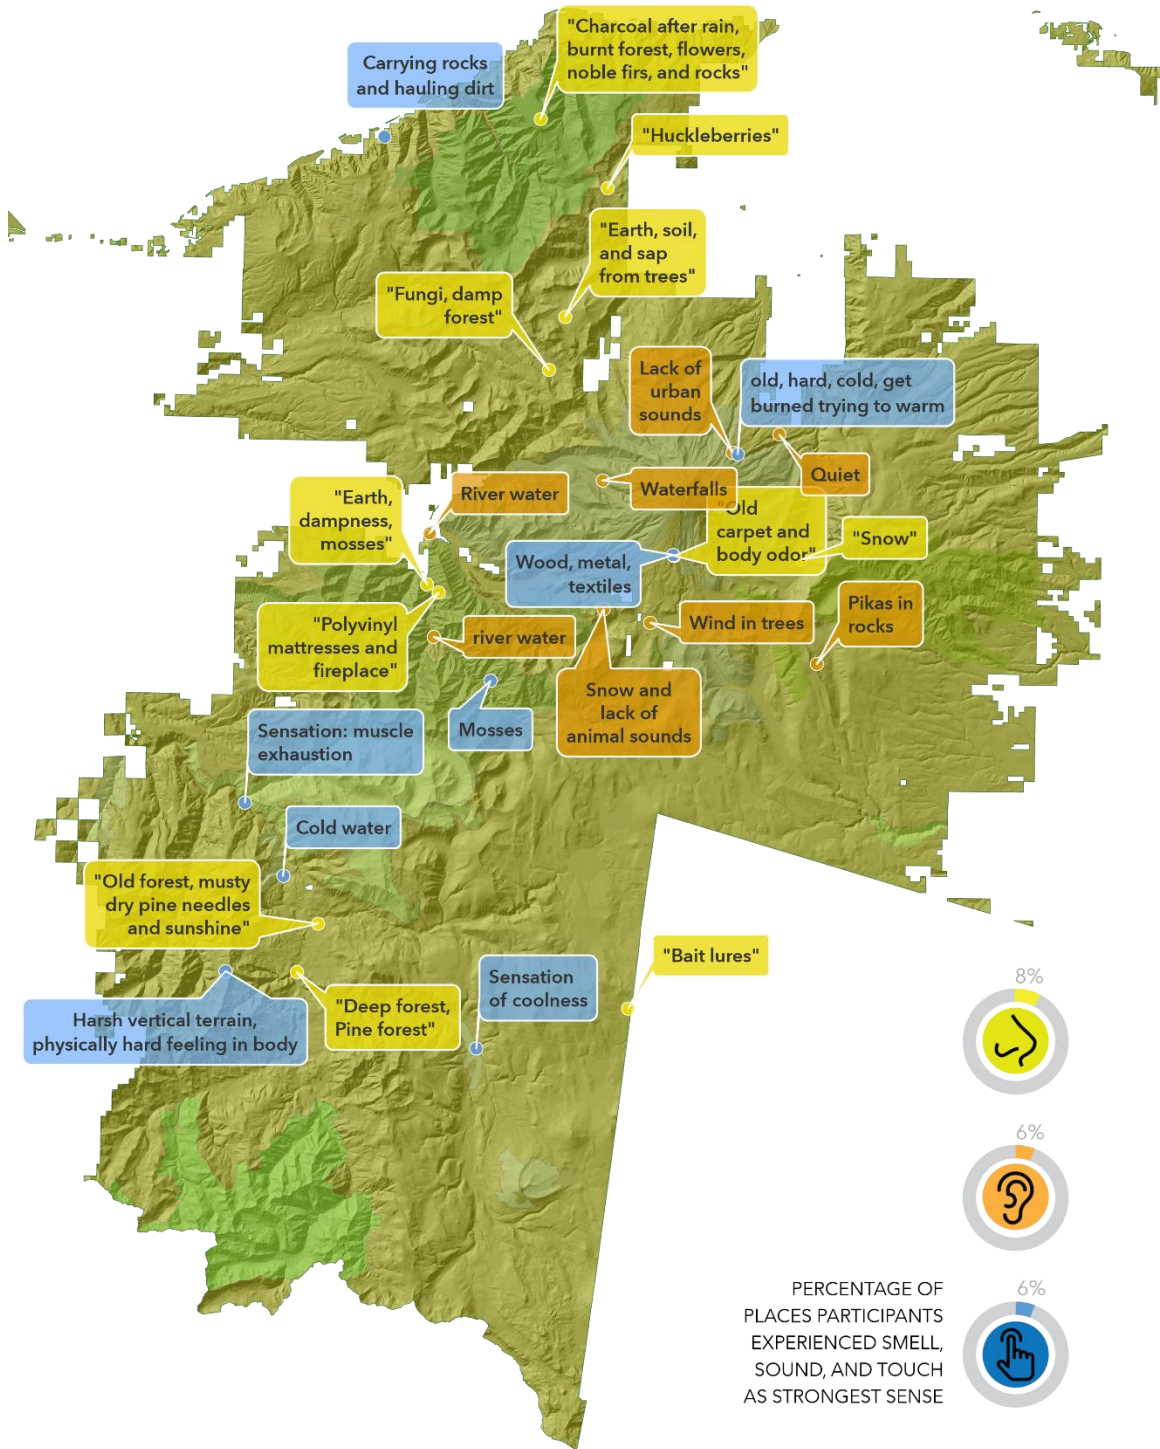 "Charcoal after rain,
burnt forest, flowers,
noble firs, and rocks"
Carrying rocks
and hauling dirt
"Huckleberries"
"Earth, soil,
and sap
from trees"
"Fungi, damp
forest"
Lack of
urban
sounds
old, hard, cold, get
burned trying to warm
Quiet
River water
Waterfalls
"Earth,
dampness,
mosses"
"Old
carpet and
body odor"
"Snow"
Wood, metal,
textiles
Pikas in
rocks
"Polyvinyl
mattresses and
fireplace"
river water
Wind in trees
Snow and
lack of
animal sounds
Mosses
Sensation: muscle
exhaustion
Cold water
"Old forest, musty
dry pine needles
and sunshine"
"Bait lures"
Sensation
of coolness
"Deep forest,
Pine forest"
Harsh vertical terrain,
physically hard feeling in body
8%
6%
6%
PERCENTAGE OF
PLACES PARTICIPANTS
EXPERIENCED SMELL,
SOUND, AND TOUCH
AS STRONGEST SENSE